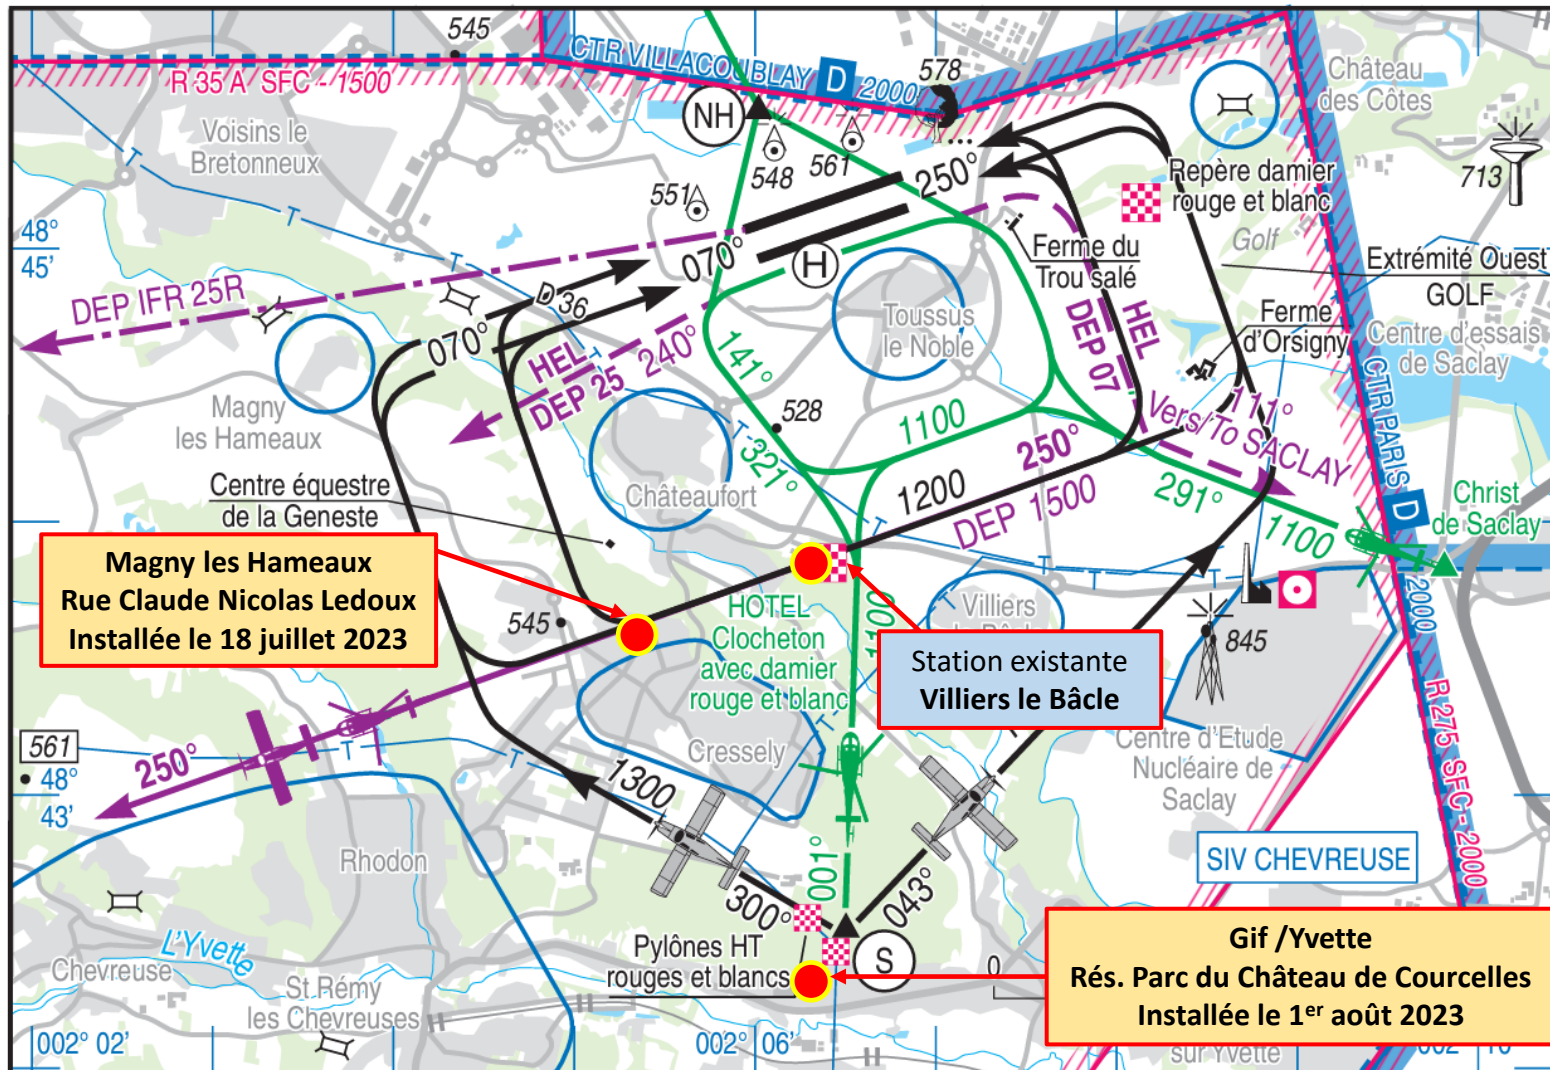 545
CTR VILLACOUBLAY D 2000
578
R 35 A SFC - 1500
Château
des Côtes
NH
Voisins le
Bretonneux
548
561
551
250°
Repère damier
rouge et blanc
713
48°
45'
T
T
070°
H
Ferme du
Trou salé
Golf
Extrémité Ouest
GOLF
DEP IFR 25R
D 36
070°
HEL
DEP 25 240°
141°
Toussus
le Noble
HEL
DEP 07
Ferme
d'Orsigny
Centre d'essais
de Saclay
CTR PARIS D 2000
Magny
les Hameaux
528
1100
111°
Vers/To SACLAY
T
321°
250°
Centre équestre
de la Geneste
Châteaufort
1200
DEP 1500
291°
1100
Christ
de Saclay
T
T
T
Magny les Hameaux
Rue Claude Nicolas Ledoux
Installée le 18 juillet 2023
545
HOTEL
Clocheton
avec damier
rouge et blanc
1100
Villiers
845
Station existante
Villiers le Bâcle
R 275 SFC - 2000
Cressely
Centre d'Etude
Nucléaire de
Saclay
561
250°
T
T
T
48°
43'
1300
SIV CHEVREUSE
Rhodon
001°
300°
043°
L'Yvette
Pylônes HT
rouges et blancs
S
0
Chevreuse
St Rémy
les Chevreuses
Gif /Yvette
Rés. Parc du Château de Courcelles
Installée le 1er août 2023
002° 02'
002° 06'
sur Yvette